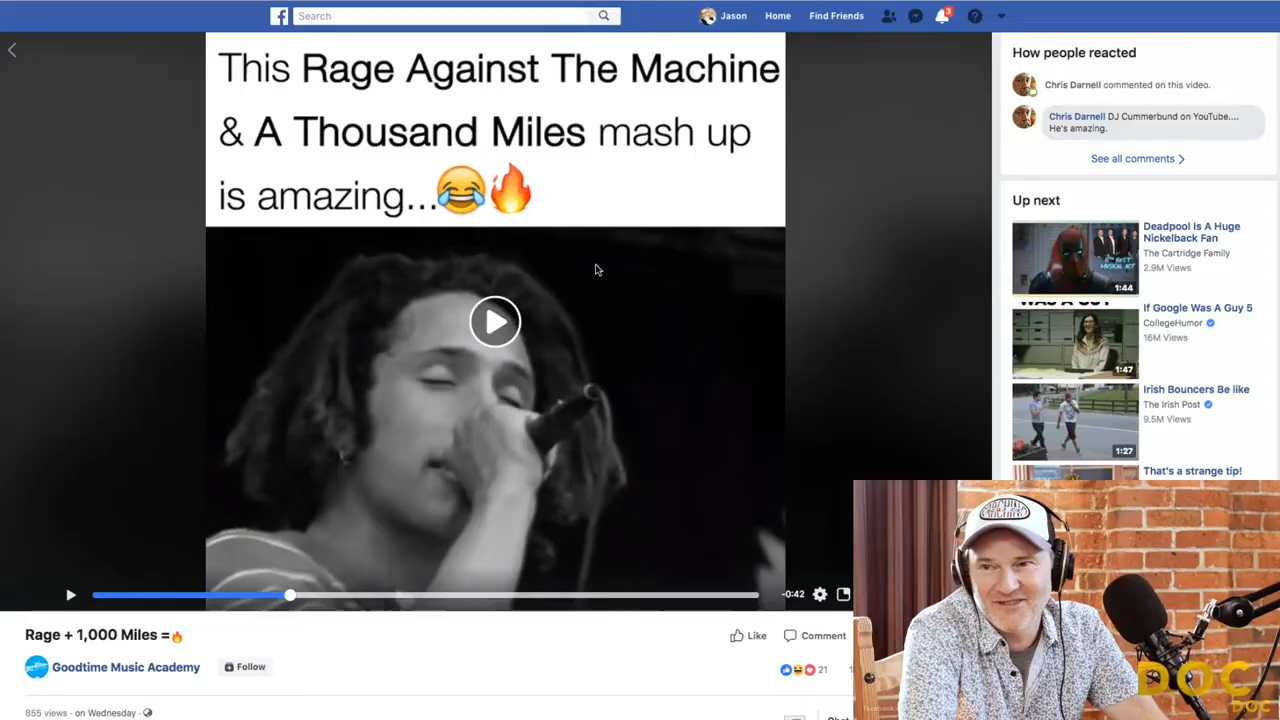 Search
Jason
Home
Find Friends
3
This Rage Against The Machine
& A Thousand Miles mash up
is amazing...😂🔥
-0:42
Rage + 1,000 Miles =🔥
Like
Comment
Goodtime Music Academy
Follow
21
855 views · on Wednesday ·
How people reacted
Chris Darnell commented on this video.
Chris Darnell DJ Cummerbund on YouTube....
He's amazing.
See all comments
Up next
Deadpool Is A Huge
Nickelback Fan
The Cartridge Family
2.9M Views
1:44
If Google Was A Guy 5
CollegeHumor
16M Views
1:47
Irish Bouncers Be like
The Irish Post
9.5M Views
1:27
That's a strange tip!
DOC
DOC